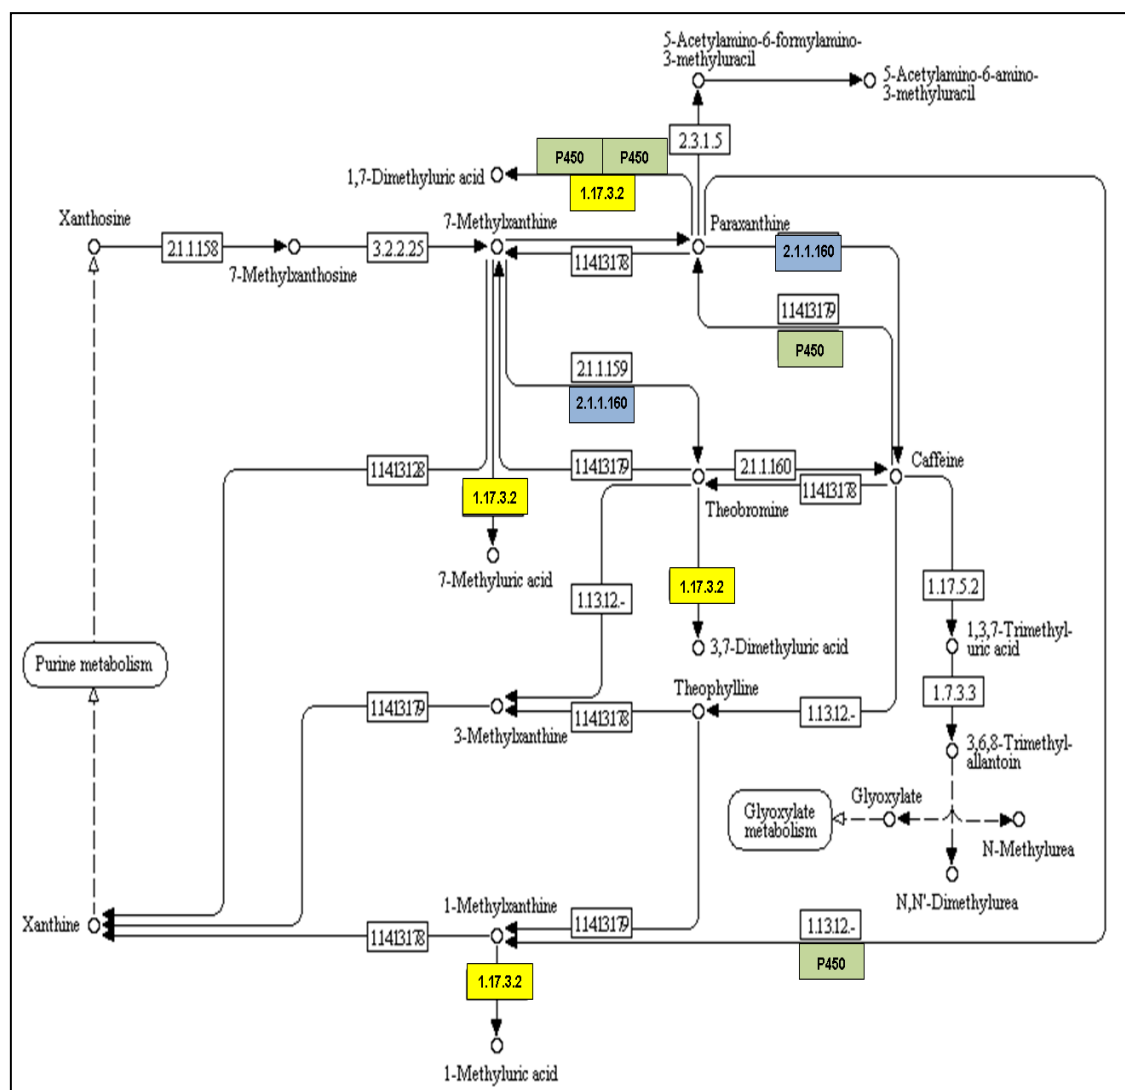 5-Acetylamino-6-formylamino-
3-methyluracil
5-Acetylamino-6-amino-
3-methyluracil
2.3.1.5
P450
P450
1,7-Dimethyluric acid
1.17.3.2
Xanthosine
7-Methylxanthine
Paraxanthine
2.1.1.158
3.2.2.25
2.1.1.160
7-Methylxanthosine
1.14.13.178
1.14.13.179
P450
2.1.1.159
2.1.1.160
1.14.13.128
1.14.13.179
2.1.1.160
Caffeine
1.14.13.178
1.17.3.2
Theobromine
7-Methyluric acid
1.17.3.2
1.13.12.-
1.17.5.2
3,7-Dimethyluric acid
1,3,7-Trimethyl-
uric acid
Purine metabolism
Theophylline
1.7.3.3
1.14.13.179
1.14.13.178
1.13.12.-
3-Methylxanthine
3,6,8-Trimethyl-
allantoin
Glyoxylate
Glyoxylate
metabolism
N-Methylurea
N,N'-Dimethylurea
Xanthine
1-Methylxanthine
1.14.13.179
1.13.12.-
1.14.13.178
P450
1.17.3.2
1-Methyluric acid